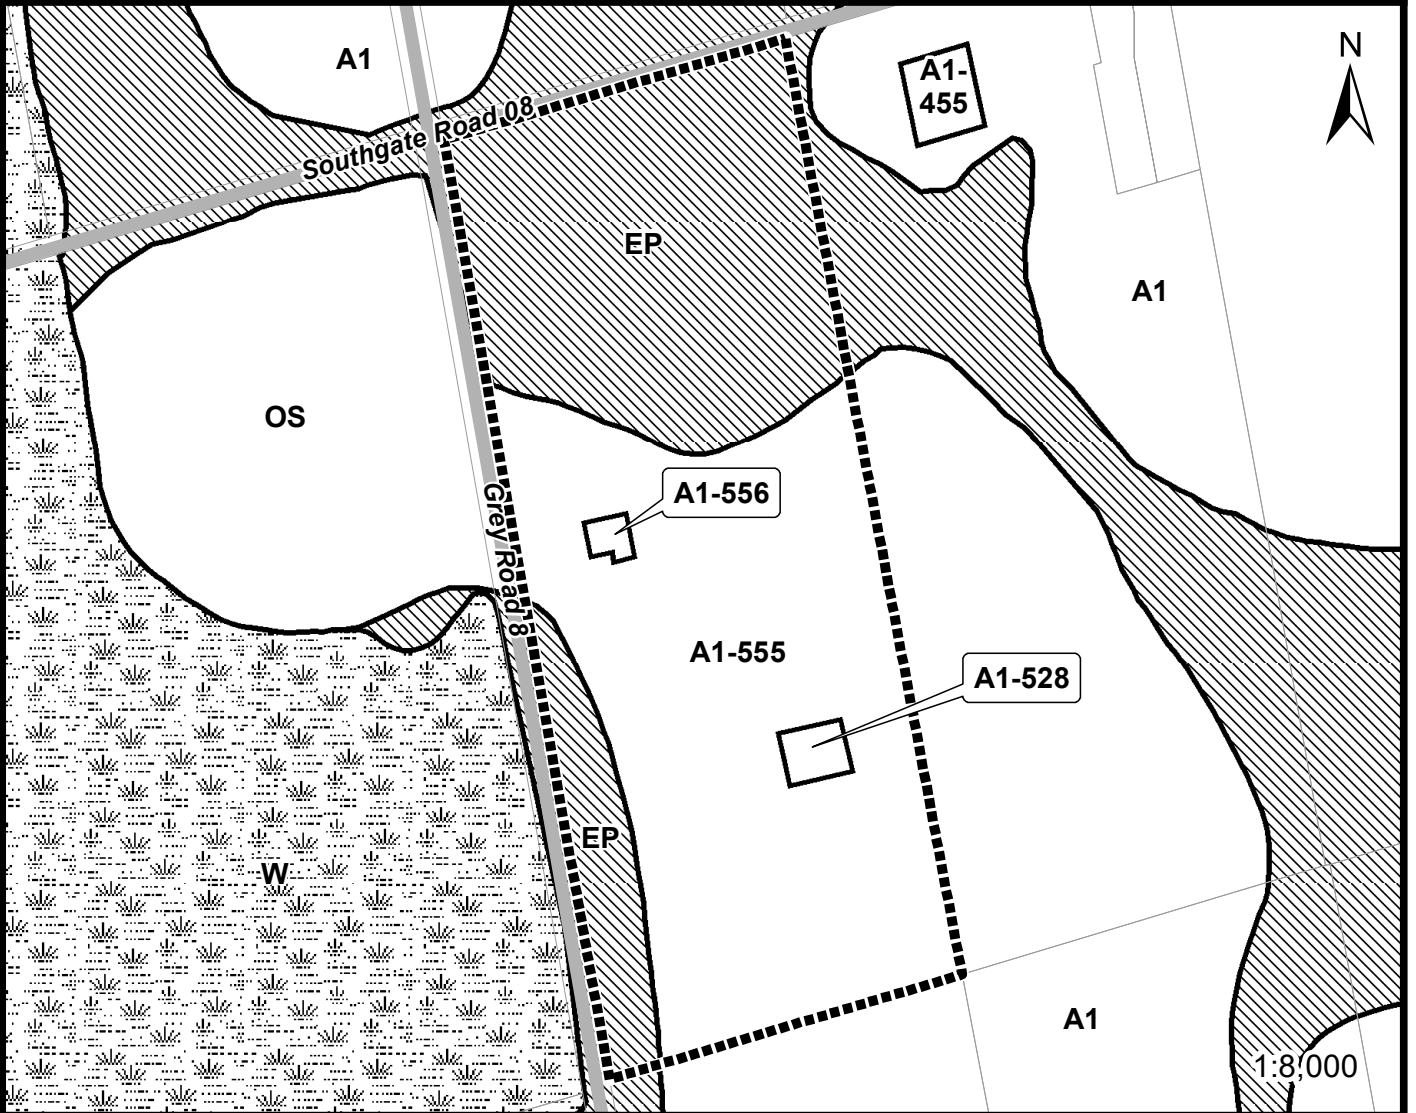 A1
A1-
455
N
Southgate Road 08
EP
A1
OS
A1-556
Grey Road 8
A1-555
A1-528
EP
W
A1
1:8,000